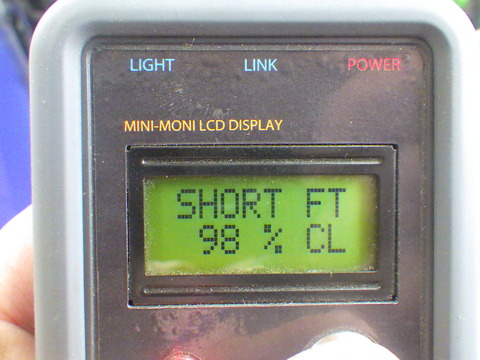 LIGHT LINK POWER
MINI-MONI LCD DISPLAY
SHORT FT
98 % CL